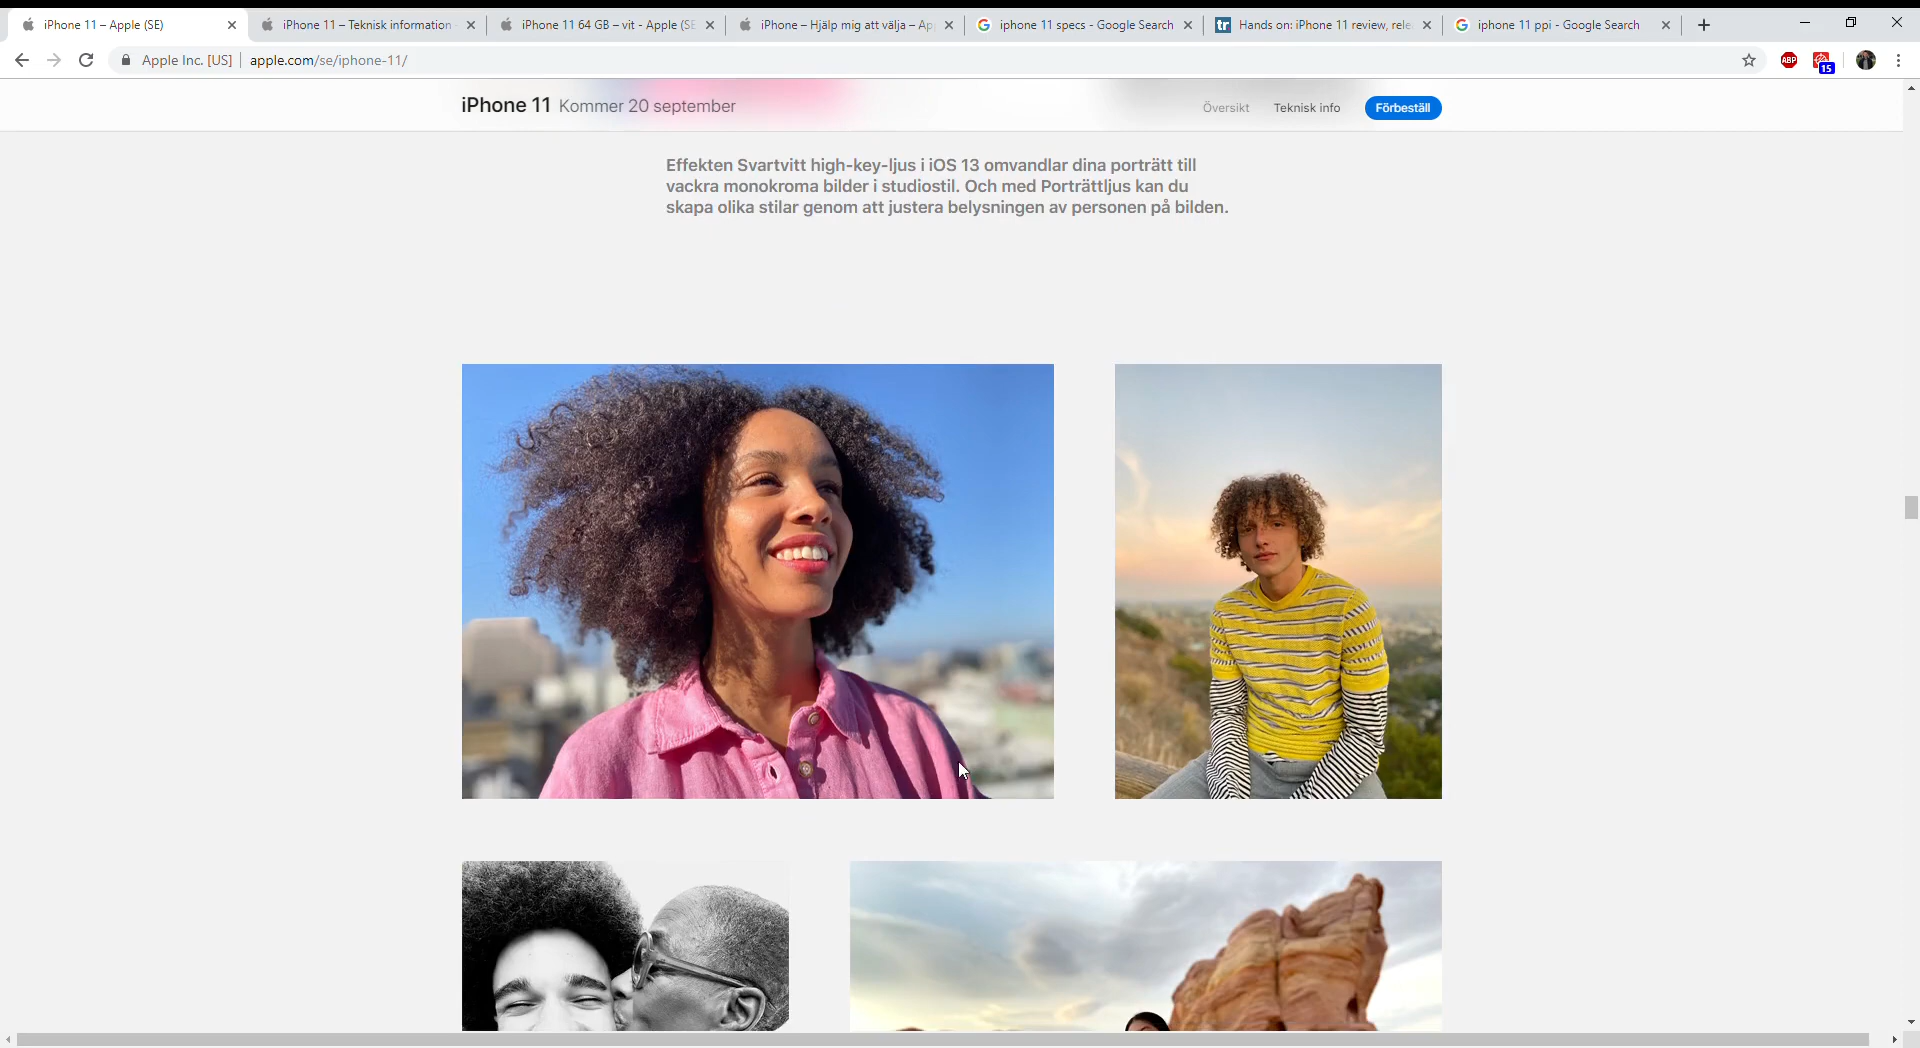 iPhone 11 – Apple (SE)
iPhone 11 – Teknisk information
iPhone 11 64 GB – vit - Apple (SE
iPhone – Hjälp mig att välja – Ap
iphone 11 specs - Google Search
tr
Hands on: iPhone 11 review, rele
iphone 11 ppi - Google Search
Apple Inc. [US]
apple.com/se/iphone-11/
ABP
15
iPhone 11 Kommer 20 september
Översikt
Teknisk info
Förbeställ
Effekten Svartvitt high-key-ljus i iOS 13 omvandlar dina porträtt till
vackra monokroma bilder i studiostil. Och med Porträttljus kan du
skapa olika stilar genom att justera belysningen av personen på bilden.